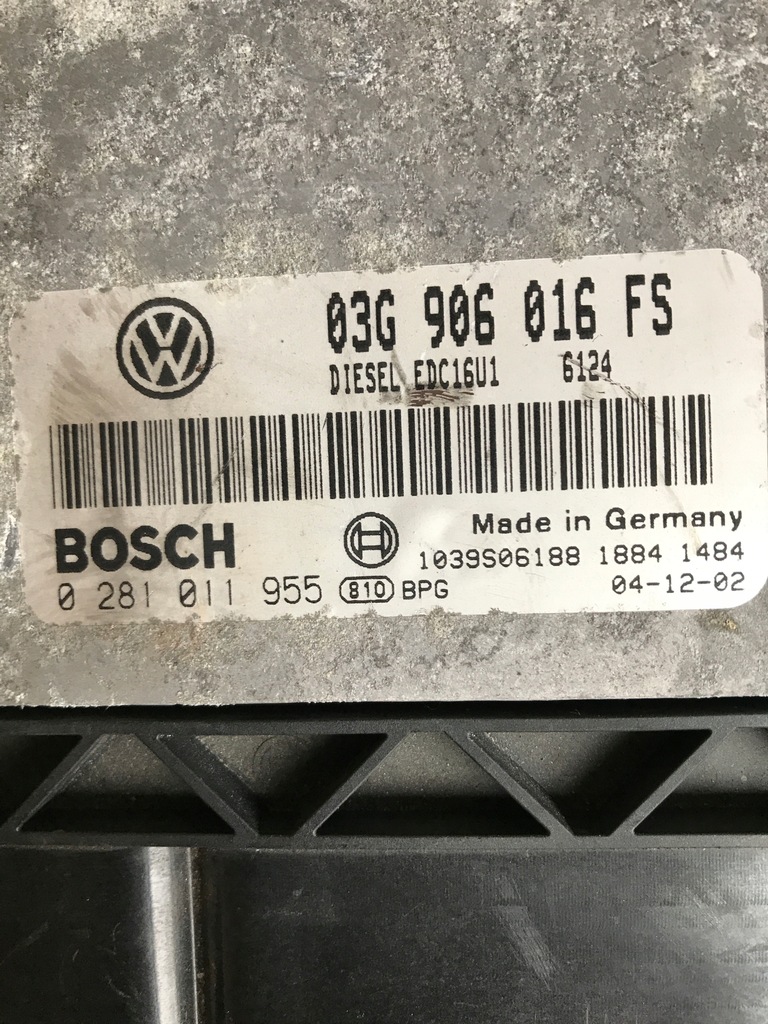 03G 906 016 FS
DIESEL EDC16U1 6124
BOSCH
Made in Germany
1039S06188 1884 1484
0 281 011 955 810 BPG
04-12-02